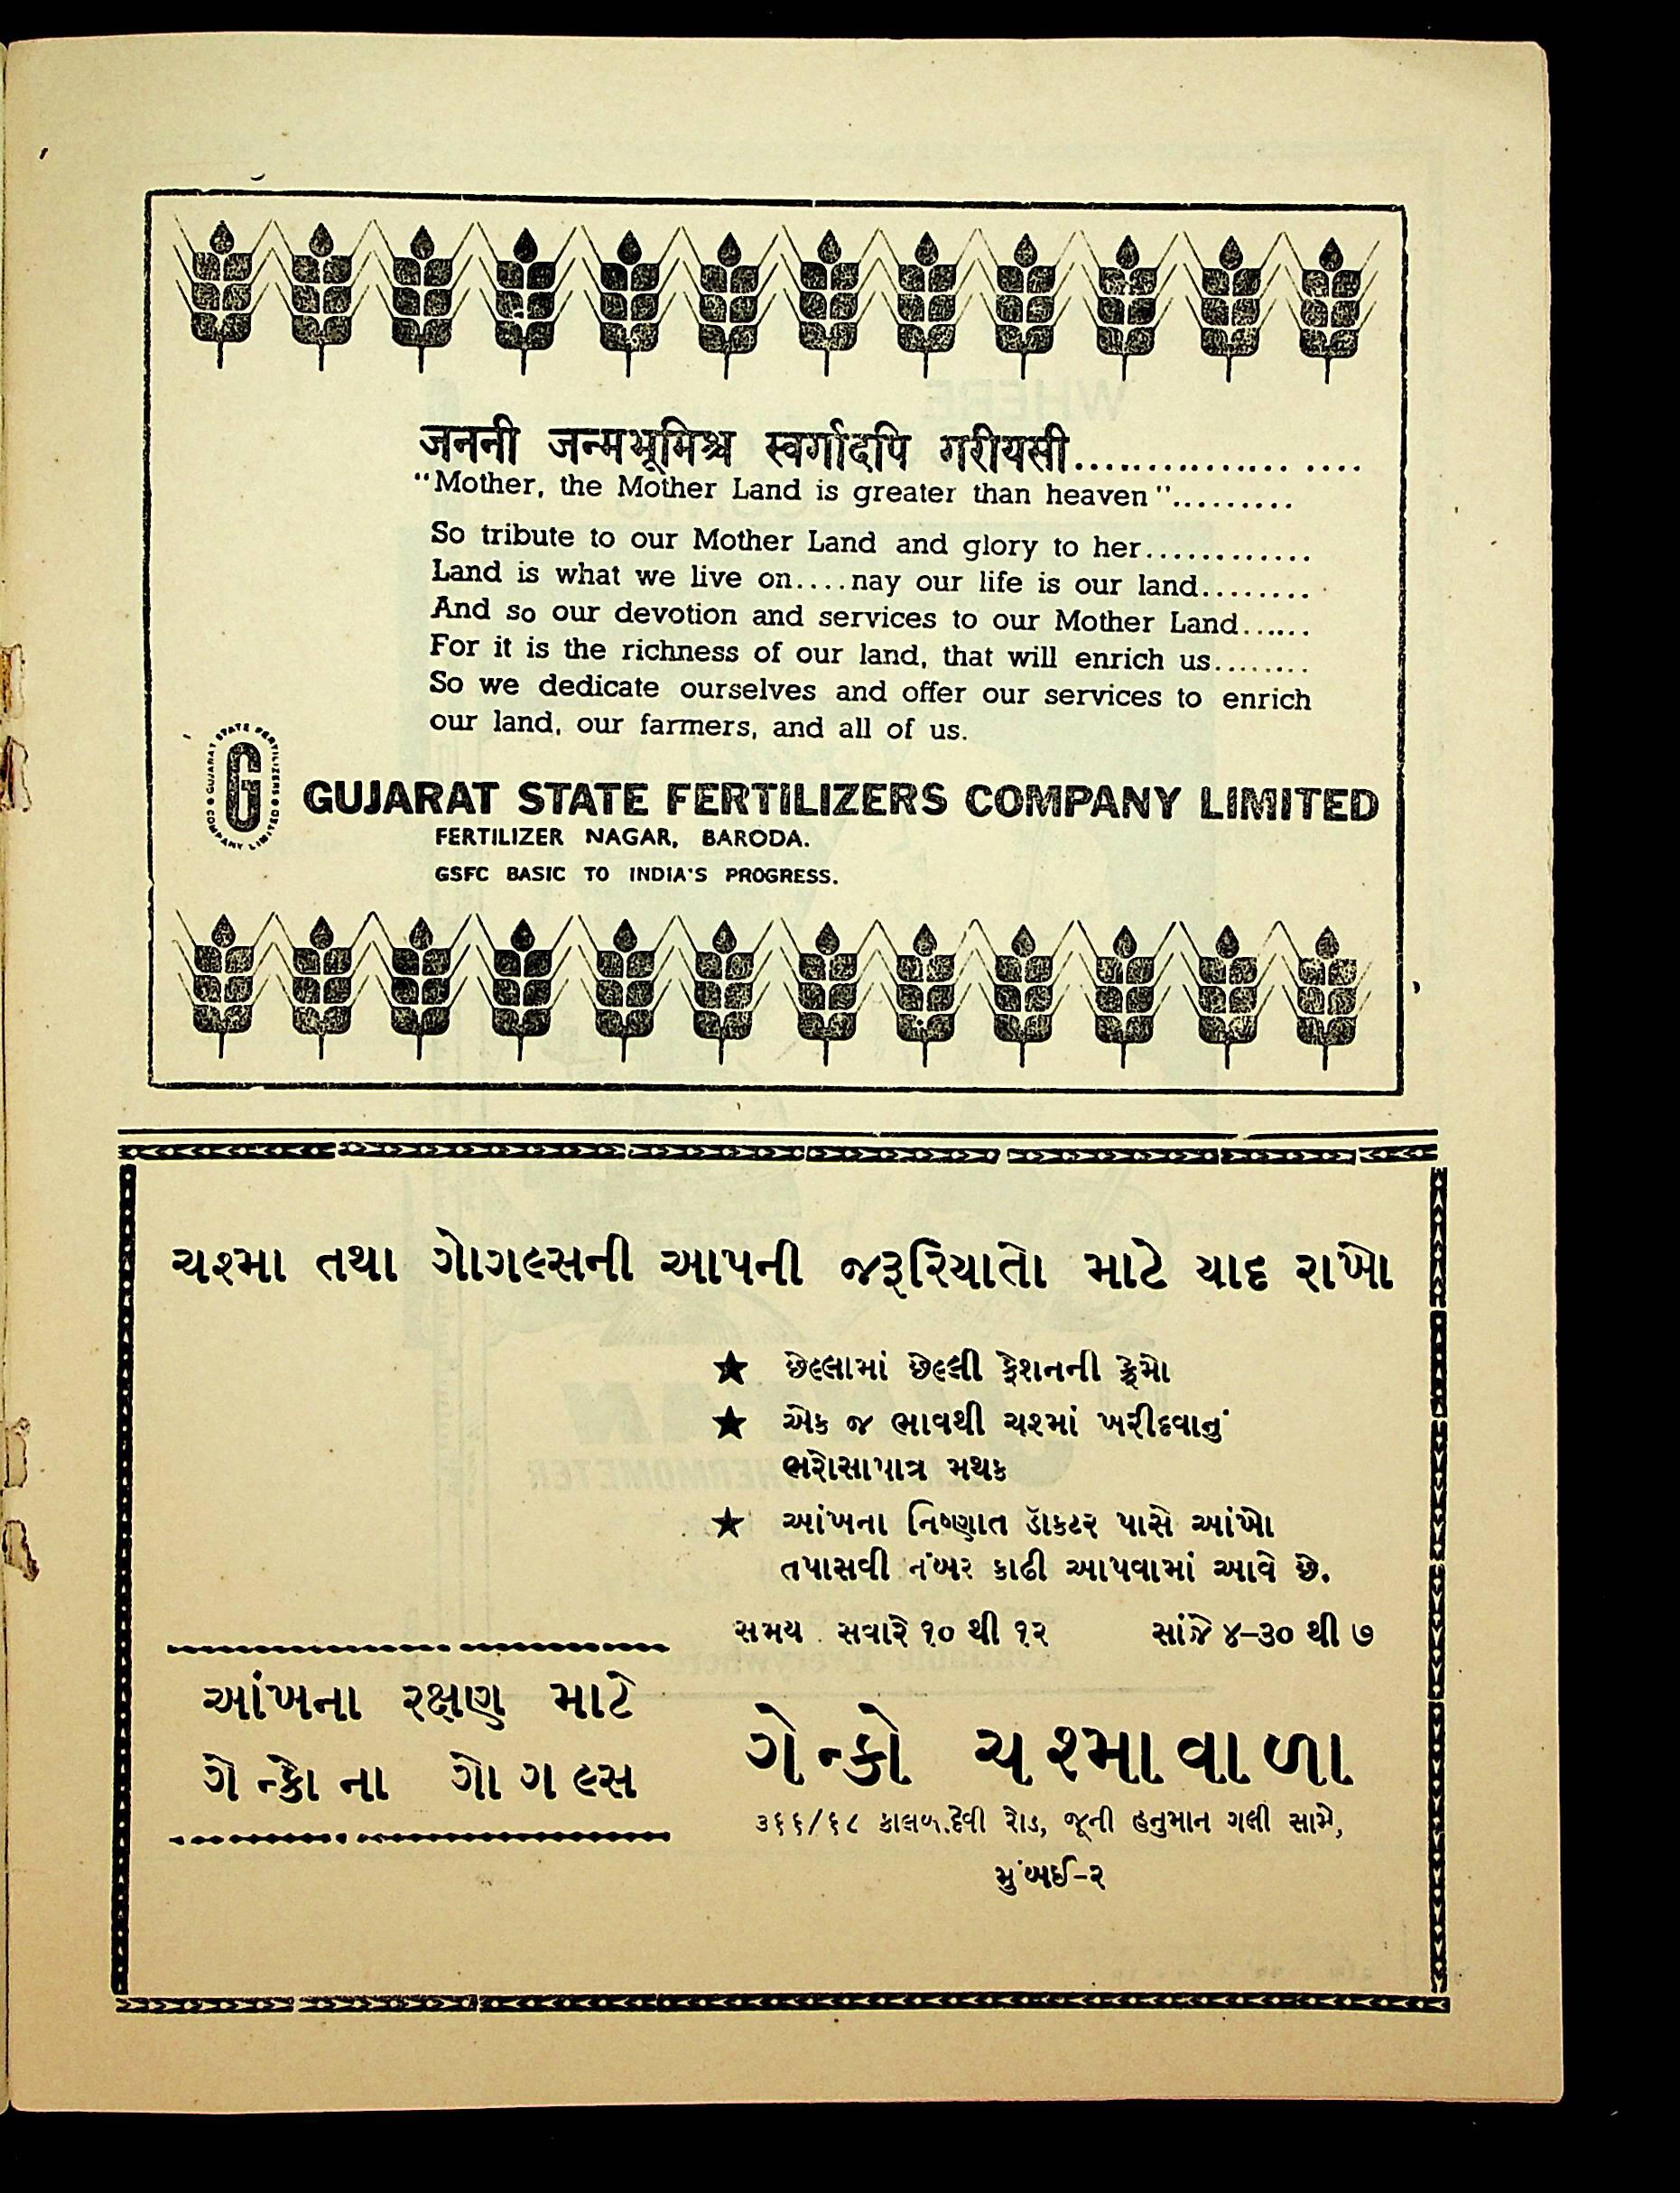 जननी जन्मभूमिश्च स्वर्गादपि गरीयसी................... 
"Mother, the Mother Land is greater than heaven".........
So tribute to our Mother Land and glory to her............
Land is what we live on....nay our life is our land........
And so our devotion and services to our Mother Land......
For it is the richness of our land, that will enrich us........
So we dedicate ourselves and offer our services to enrich
our land, our farmers, and all of us.
G
GUJARAT STATE FERTILIZERS COMPANY LIMITED
GUJARAT STATE FERTILIZERS COMPANY LIMITED
FERTILIZER NAGAR, BARODA.
GSFC BASIC TO INDIA'S PROGRESS.
ચશ્મા તથા ગોગલ્સની આપની જરૂરિયાતો માટે યાદ રાખો
★ છેલ્લામાં છેલ્લી ફેશનની ફ્રેમો
★ એક જ ભાવથી ચશ્માં ખરીદવાનું
ભરોસાપાત્ર મથક
★ આંખના નિષ્ણાત ડૉકટર પાસે આંખો
તપાસવી નંબર કાઢી આપવામાં આવે છે.
સમય સવારે ૧૦ થી ૧૨ સાંજે ૪-૩૦ થી ૭
આંખના રક્ષણ માટે
ગેન્કોના ગોગલ્સ
ગેન્કો ચશ્માવાળા
૩૬૬/૬૮ કાલબાદેવી રોડ, જૂની હનુમાન ગલી સામે,
મુંબઈ-૨